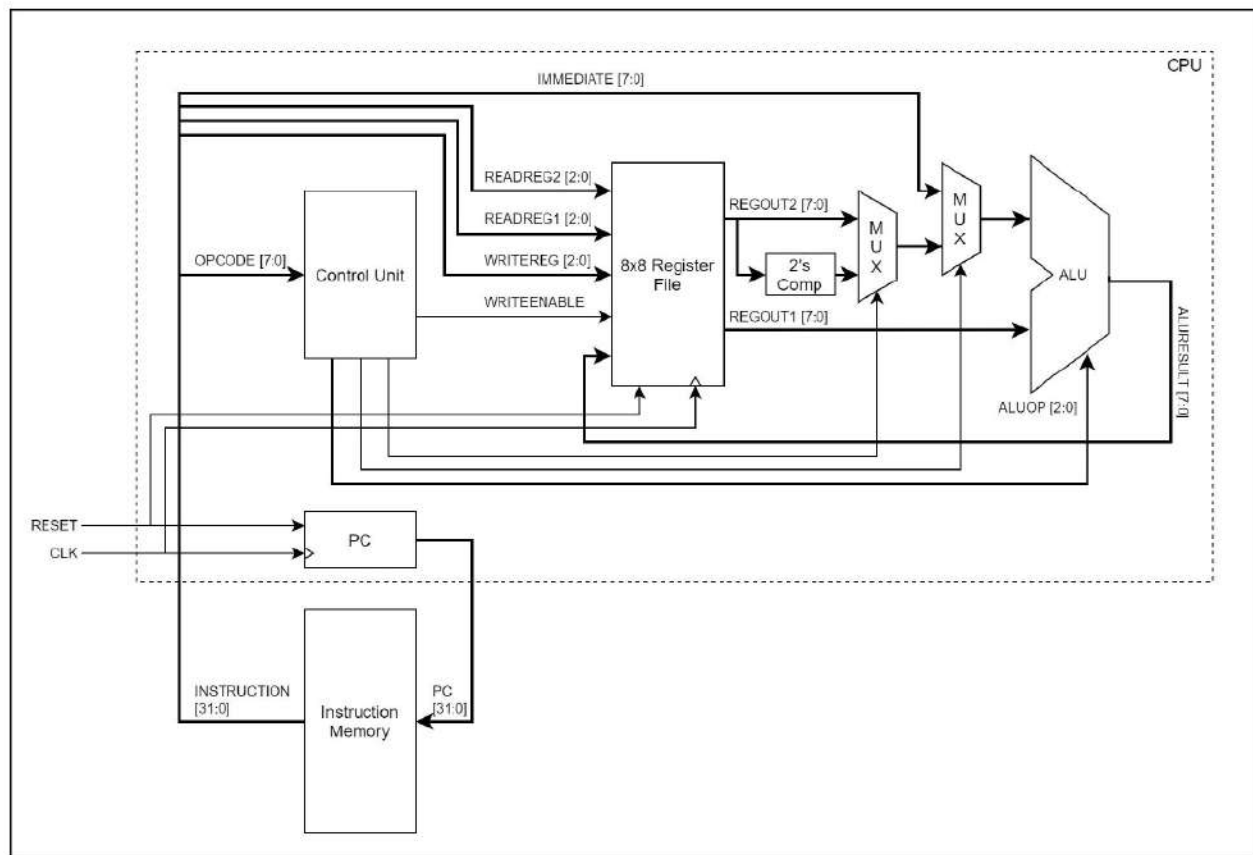 CPU
IMMEDIATE [7:0]
READREG2 [2:0]
READREG1 [2:0]
WRITEREG [2:0]
WRITEENABLE
OPCODE [7:0]
Control Unit
8x8 Register
File
REGOUT2 [7:0]
2's
Comp
REGOUT1 [7:0]
M
U
X
M
U
X
ALU
ALURESULT [7:0]
ALUOP [2:0]
RESET
CLK
PC
INSTRUCTION
[31:0]
Instruction
Memory
PC
[31:0]